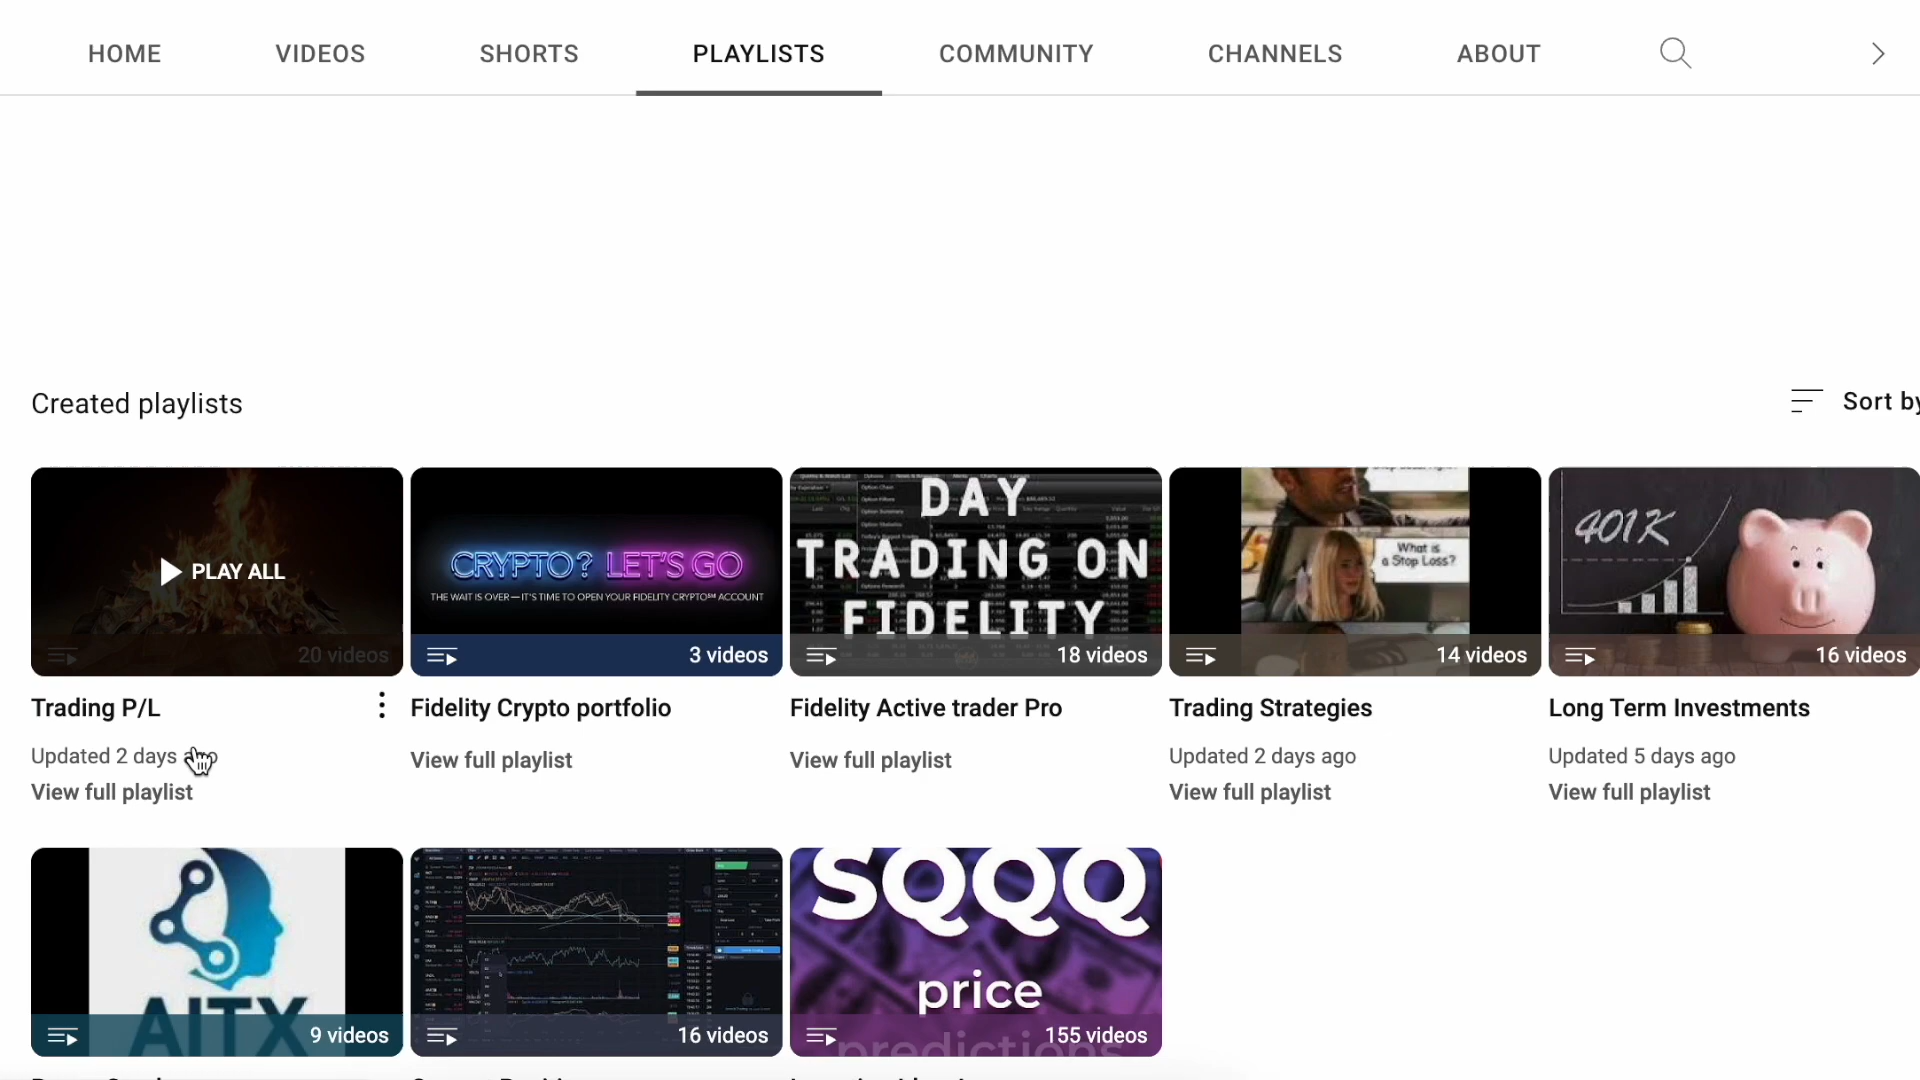 HOME VIDEOS SHORTS PLAYLISTS COMMUNITY CHANNELS ABOUT
Created playlists
Sort by
PLAY ALL
20 videos
CRYPTO? LET'S GO
THE WAIT IS OVER—IT'S TIME TO OPEN YOUR FIDELITY CRYPTO℠ ACCOUNT
3 videos
DAY
TRADING ON
FIDELITY
18 videos
What is
a Stop Loss?
14 videos
401K
16 videos
Trading P/L
Updated 2 days
View full playlist
Fidelity Crypto portfolio
View full playlist
Fidelity Active trader Pro
View full playlist
Trading Strategies
Updated 2 days ago
View full playlist
Long Term Investments
Updated 5 days ago
View full playlist
AITX
9 videos
16 videos
SQQQ
price
predictions
155 videos